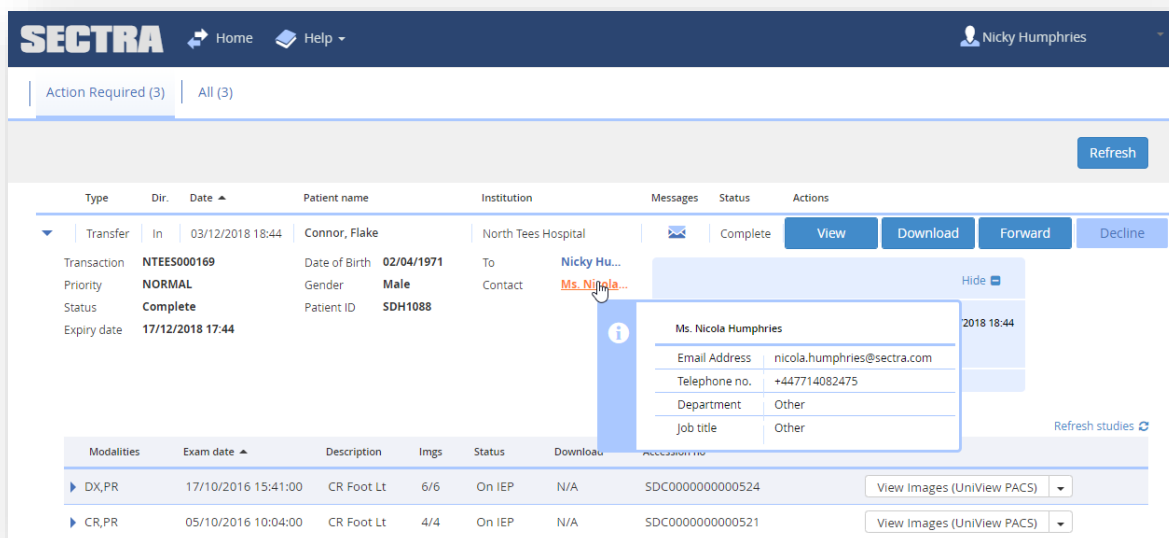 SECTRA Home Help Nicky Humphries
Action Required (3) All (3)
Refresh
Type Dir. Date Patient name Institution Messages Status Actions
Transfer In 03/12/2018 18:44 Connor, Flake North Tees Hospital Complete View Download Forward Decline
Transaction NTEES000169 Date of Birth 02/04/1971 To Nicky Hu...
Priority NORMAL Gender Male Contact Ms. Nicola... Hide
Status Complete Patient ID SDH1088
Expiry date 17/12/2018 17:44
Ms. Nicola Humphries /2018 18:44
Email Address nicola.humphries@sectra.com
Telephone no. +447714082475
Department Other
Job title Other
Refresh studies
Modalities Exam date Description Imgs Status Download Accession no
DX,PR 17/10/2016 15:41:00 CR Foot Lt 6/6 On IEP N/A SDC0000000000524 View Images (UniView PACS)
CR,PR 05/10/2016 10:04:00 CR Foot Lt 4/4 On IEP N/A SDC0000000000521 View Images (UniView PACS)